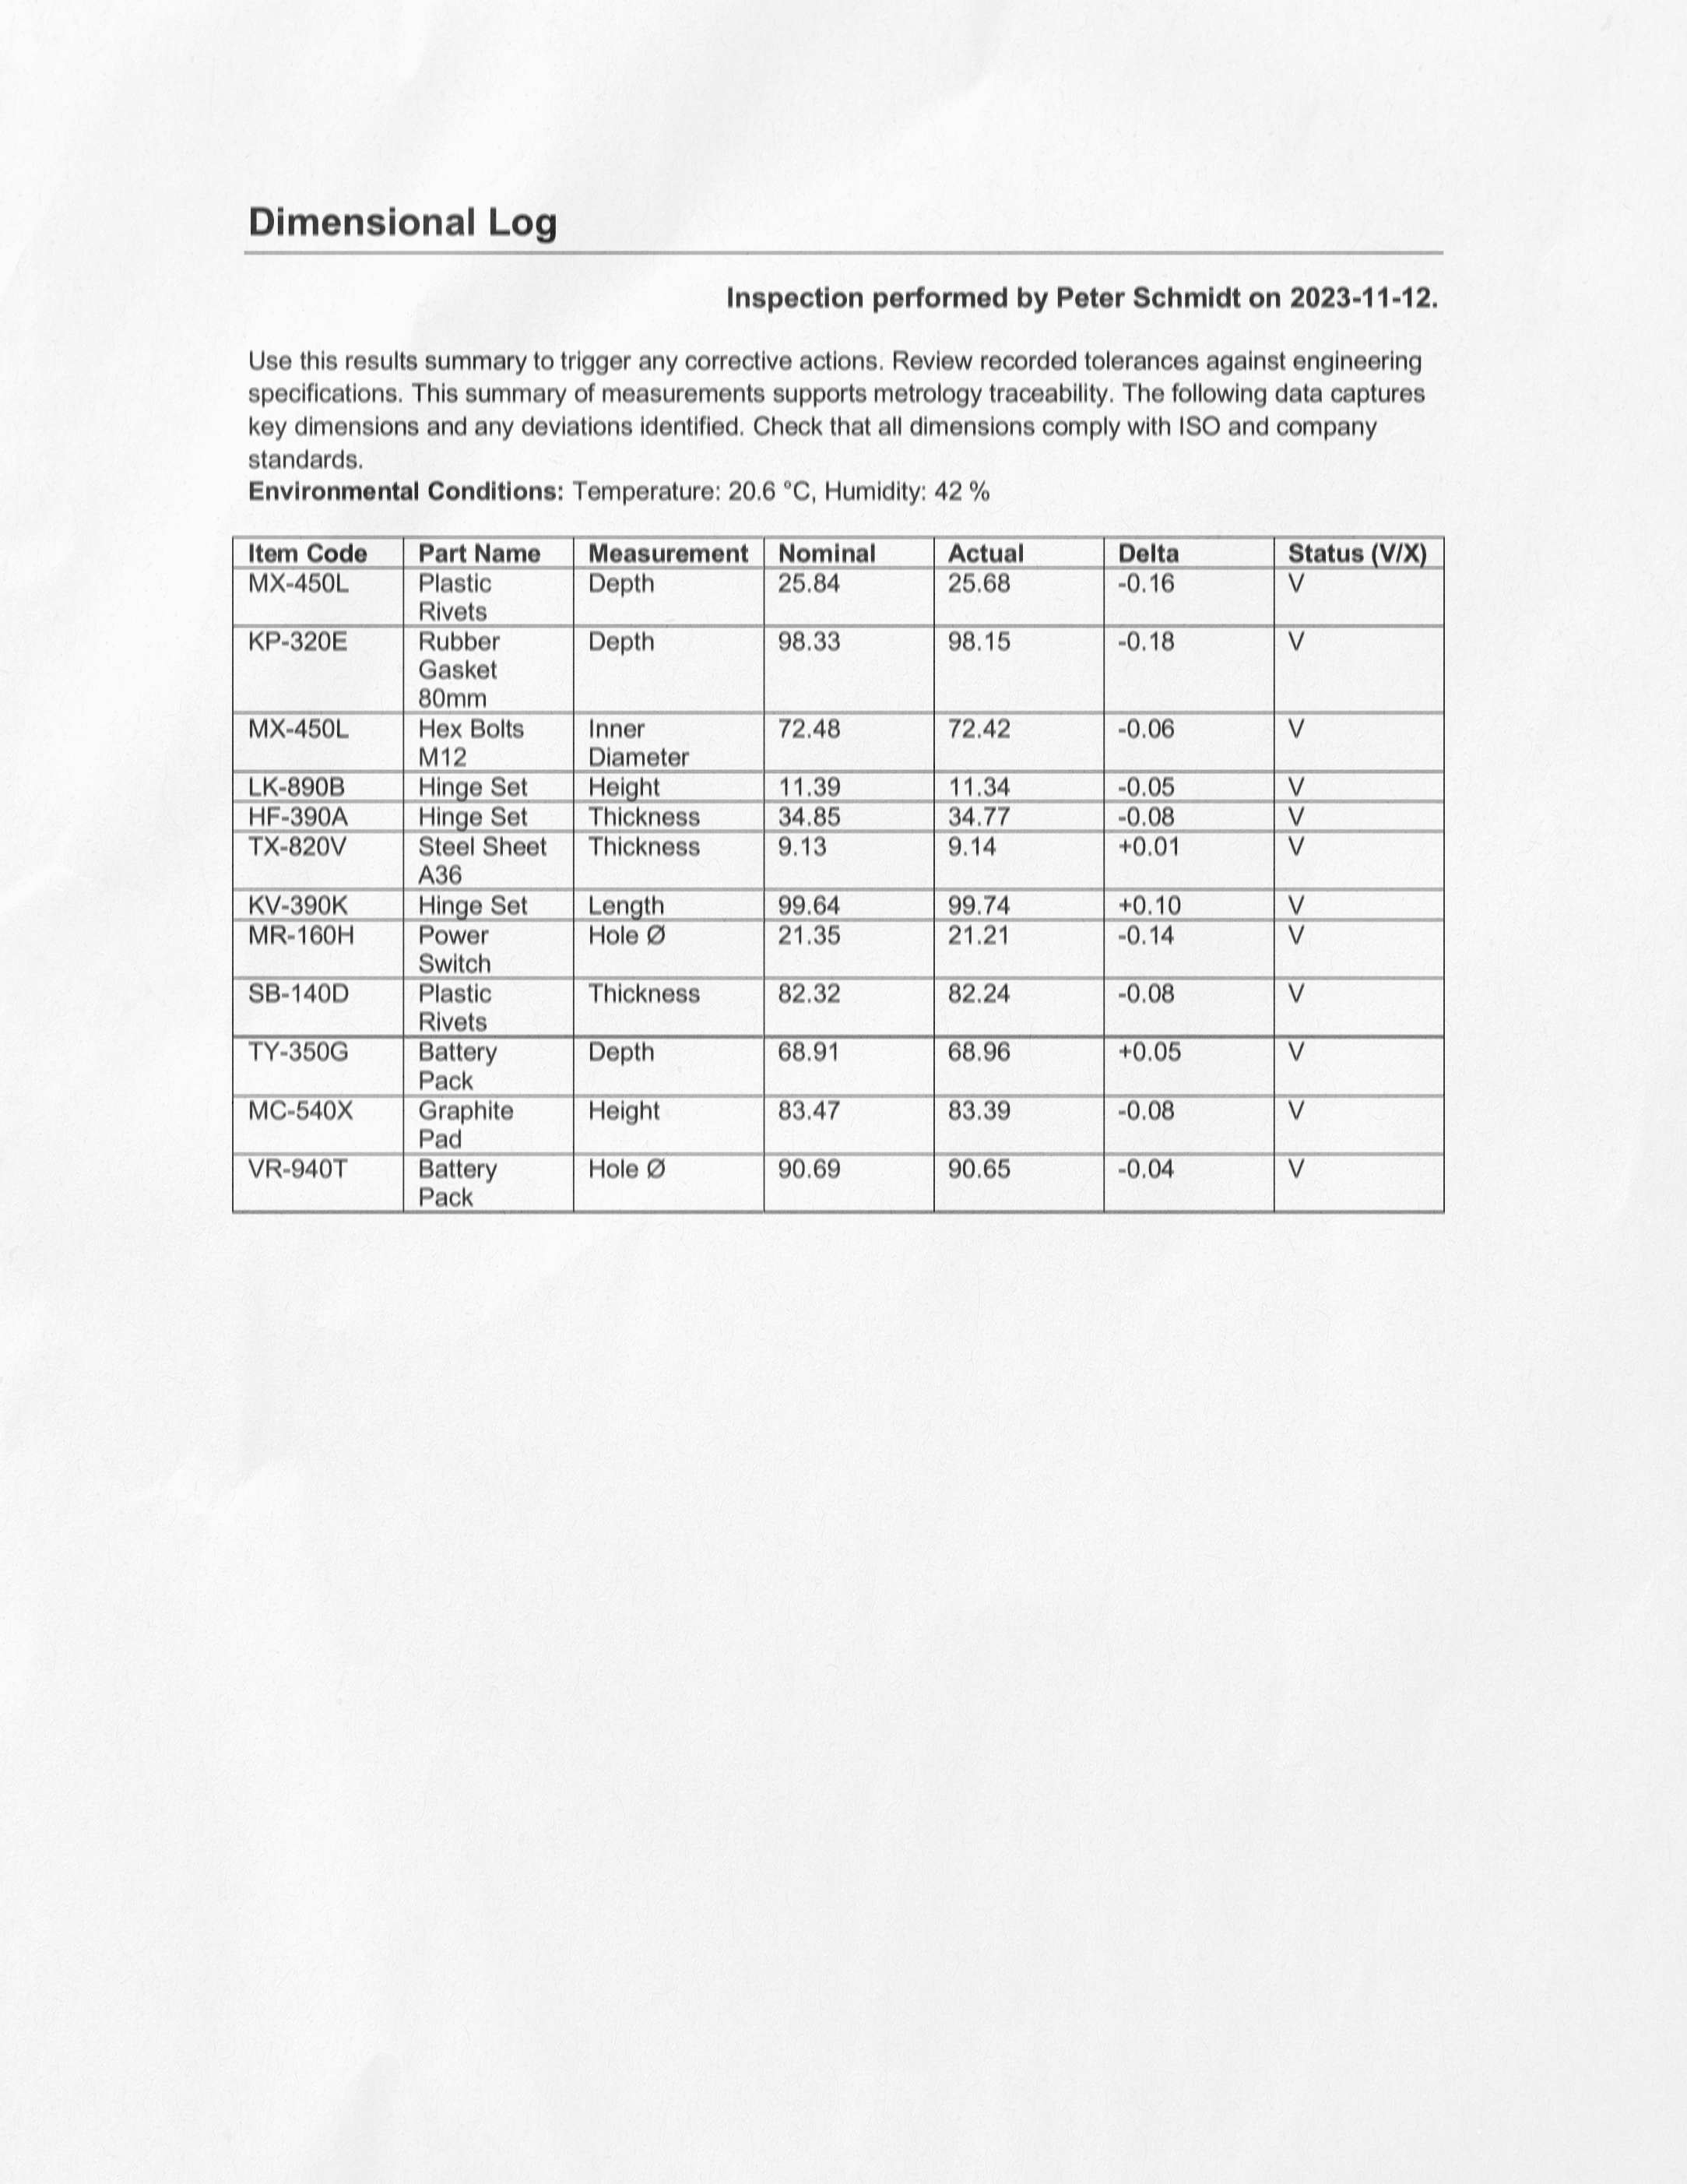 Dimensional Log
Inspection performed by Peter Schmidt on 2023-11-12.
Use this results summary to trigger any corrective actions. Review recorded tolerances against engineering
specifications. This summary of measurements supports metrology traceability. The following data captures
key dimensions and any deviations identified. Check that all dimensions comply with ISO and company
standards.
Environmental Conditions: Temperature: 20.6 °C, Humidity: 42 %
Item Code Part Name Measurement Nominal Actual Delta Status (V/X)
MX-450L Plastic Depth 25.84 25.68 -0.16 V
Rivets
KP-320E Rubber Depth 98.33 98.15 -0.18 V
Gasket
80mm
MX-450L Hex Bolts Inner 72.48 72.42 -0.06 V
M12 Diameter
LK-890B Hinge Set Height 11.39 11.34 -0.05 V
HF-390A Hinge Set Thickness 34.85 34.77 -0.08 V
TX-820V Steel Sheet Thickness 9.13 9.14 +0.01 V
A36
KV-390K Hinge Set Length 99.64 99.74 +0.10 V
MR-160H Power Hole Ø 21.35 21.21 -0.14 V
Switch
SB-140D Plastic Thickness 82.32 82.24 -0.08 V
Rivets
TY-350G Battery Depth 68.91 68.96 +0.05 V
Pack
MC-540X Graphite Height 83.47 83.39 -0.08 V
Pad
VR-940T Battery Hole Ø 90.69 90.65 -0.04 V
Pack